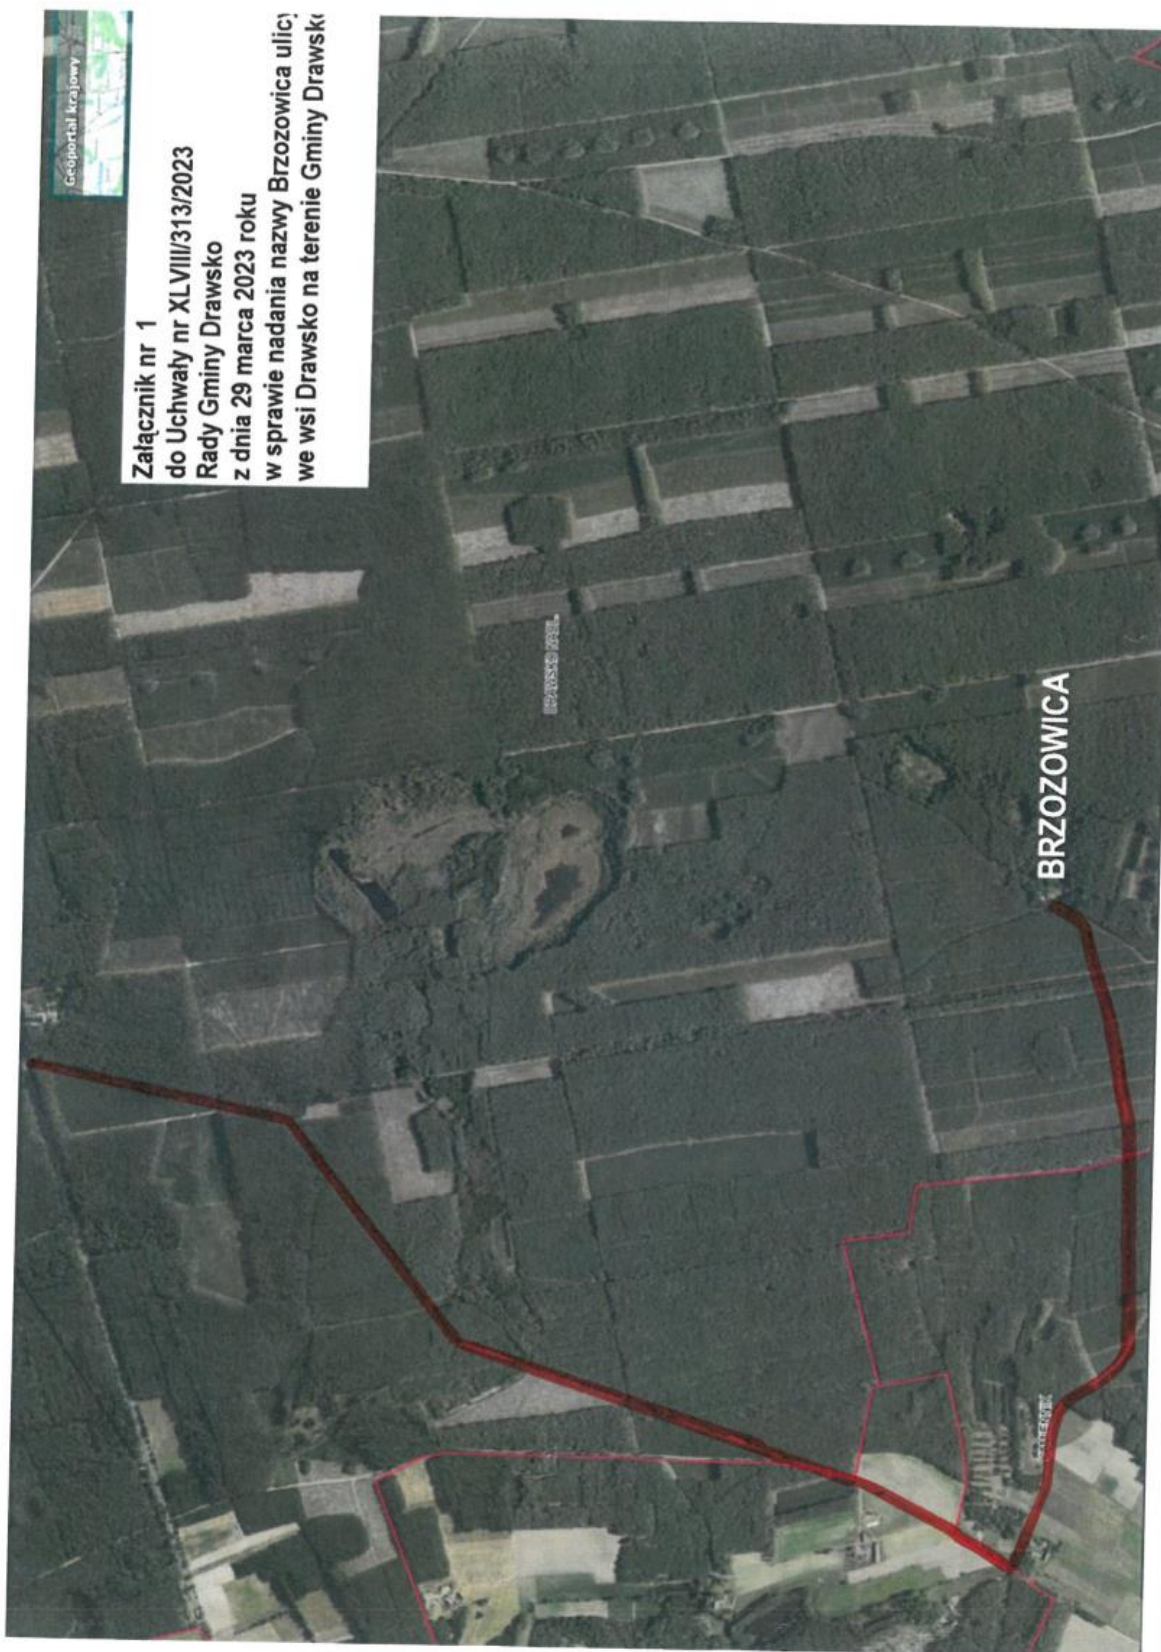 Geoportal krajowy
Załącznik nr 1
do Uchwały nr XLVIII/313/2023
Rady Gminy Drawsko
z dnia 29 marca 2023 roku
w sprawie nadania nazwy Brzozowica ulicy
we wsi Drawsko na terenie Gminy Drawsko
BRZOZOWICA